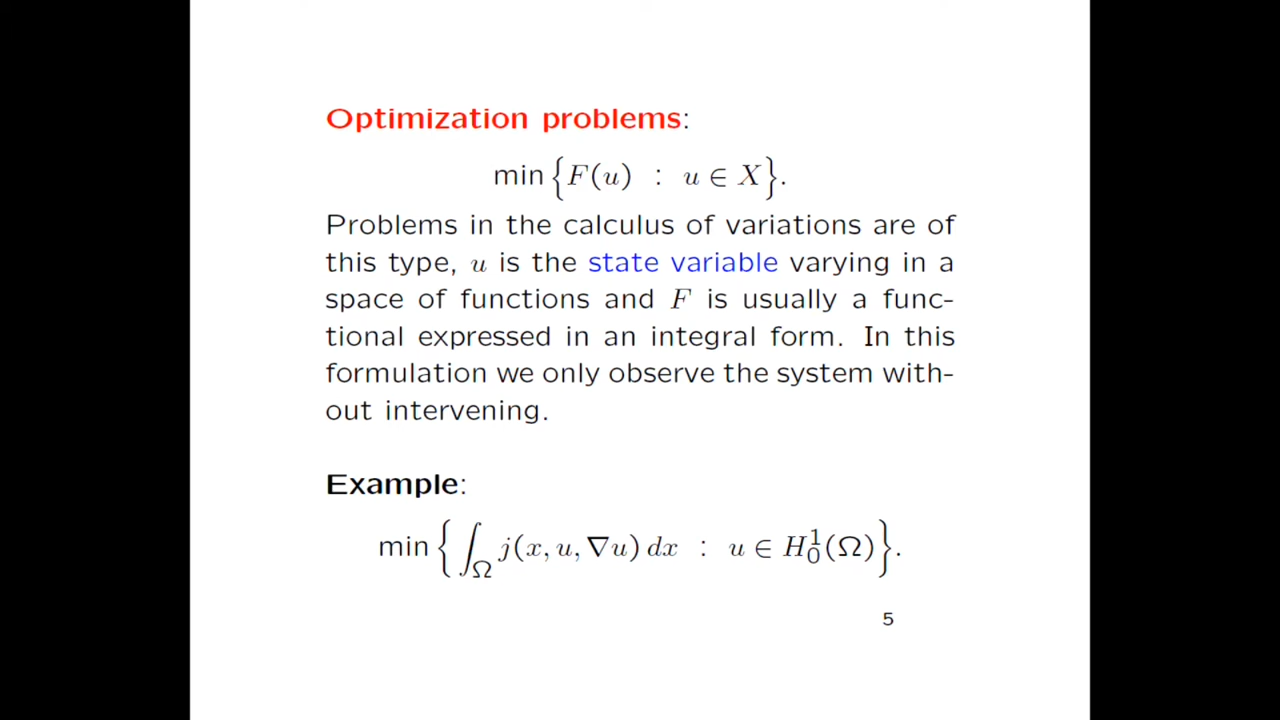 Optimization problems:
min{F(u) : u ∈ X}.
Problems in the calculus of variations are of
this type, u is the state variable varying in a
space of functions and F is usually a func-
tional expressed in an integral form. In this
formulation we only observe the system with-
out intervening.
Example:
min{∫_Ω j(x, u, ∇u) dx : u ∈ H_0^1(Ω)}.
5